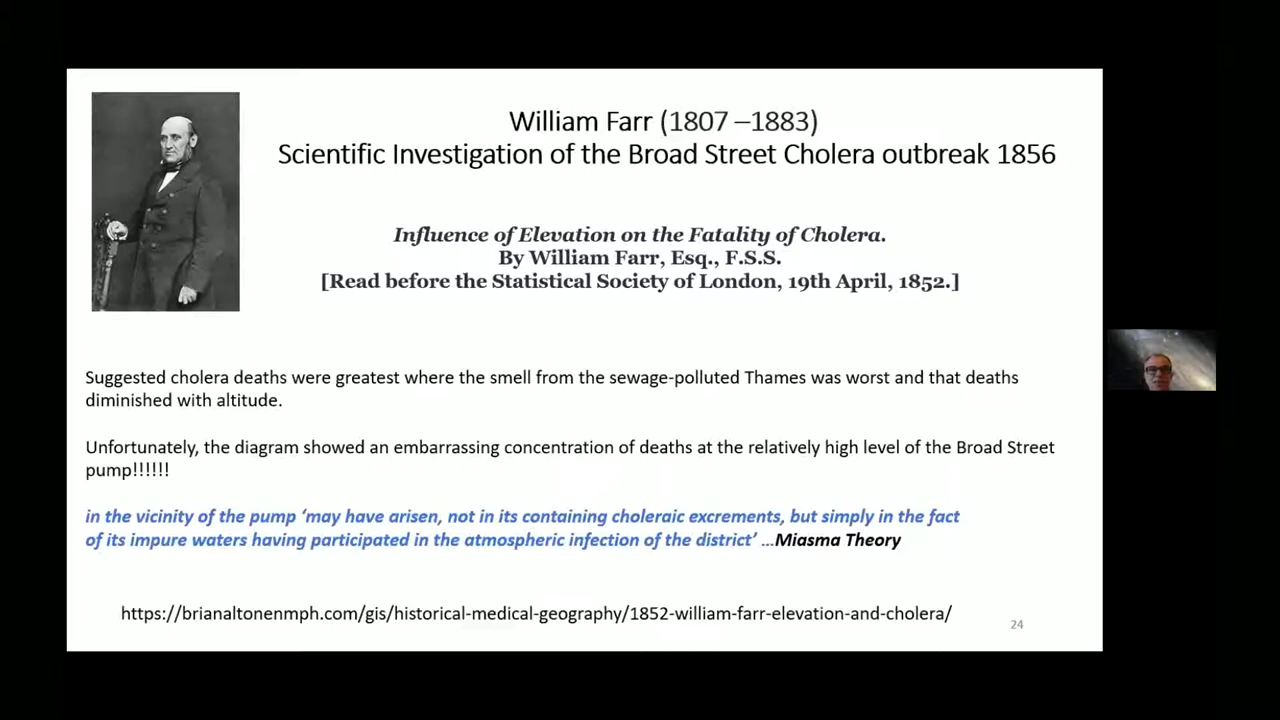 William Farr (1807 –1883)
Scientific Investigation of the Broad Street Cholera outbreak 1856
Influence of Elevation on the Fatality of Cholera.
By William Farr, Esq., F.S.S.
[Read before the Statistical Society of London, 19th April, 1852.]
Suggested cholera deaths were greatest where the smell from the sewage-polluted Thames was worst and that deaths
diminished with altitude.
Unfortunately, the diagram showed an embarrassing concentration of deaths at the relatively high level of the Broad Street
pump!!!!!!
in the vicinity of the pump ‘may have arisen, not in its containing choleraic excrements, but simply in the fact
of its impure waters having participated in the atmospheric infection of the district’ …Miasma Theory
https://brianaltonenmph.com/gis/historical-medical-geography/1852-william-farr-elevation-and-cholera/
24